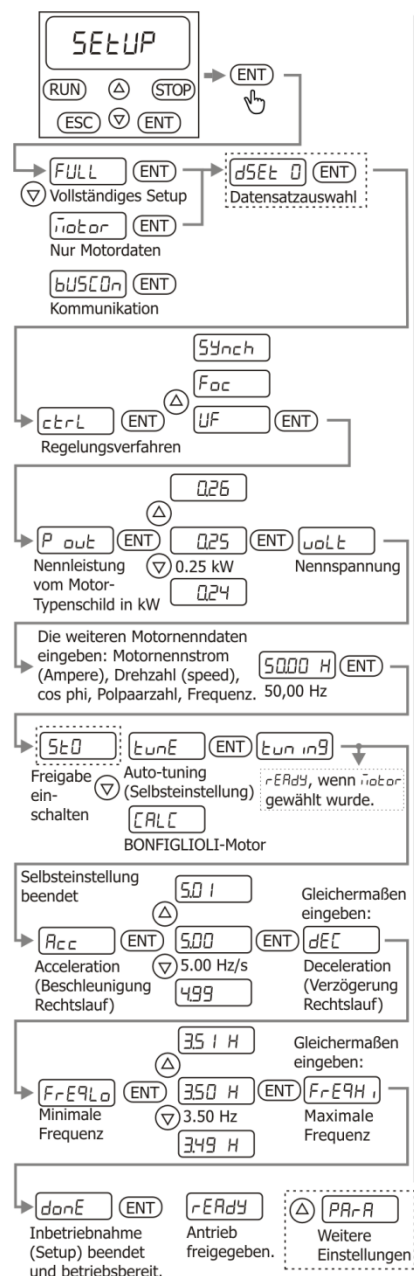 SEtUP
RUN STOP
ESC ENT
ENT
FULL ENT
Vollständiges Setup
dSEt 0 ENT
Datensatzauswahl
motor ENT
Nur Motordaten
bUSCOn ENT
Kommunikation
SYnch
Foc
ctrL ENT UF ENT
Regelungsverfahren
0.26
P out ENT 0.25 ENT voLt
Nennleistung
vom Motor-
Typenschild in kW
0.25 kW
0.24
Nennspannung
Die weiteren Motornenndaten
eingeben: Motornennstrom
(Ampere), Drehzahl (speed),
cos phi, Polpaarzahl, Frequenz.
50.00 H ENT
50,00 Hz
StO tunE ENT tun ing
Freigabe
ein-
schalten
Auto-tuning
(Selbsteinstellung)
rEAdY, wenn motor
gewählt wurde.
CALC
BONFIGLIOLI-Motor
Selbsteinstellung
beendet
5.01
Gleichermaßen
eingeben:
Acc ENT 5.00 ENT dEC
Acceleration
(Beschleunigung
Rechtslauf)
5.00 Hz/s
4.99
Deceleration
(Verzögerung
Rechtslauf)
3.51 H
Gleichermaßen
eingeben:
FrEqLo ENT 3.50 H ENT FrEqHi
Minimale
Frequenz
3.50 Hz
3.49 H
Maximale
Frequenz
donE ENT
Inbetriebnahme
(Setup) beendet
und betriebsbereit.
rEAdY
Antrieb
freigegeben.
PArA
Weitere
Einstellungen